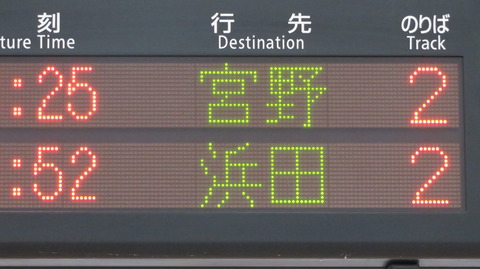 刻 行先 のりば
ture Time Destination Track
:25 宮野 2
:52 浜田 2